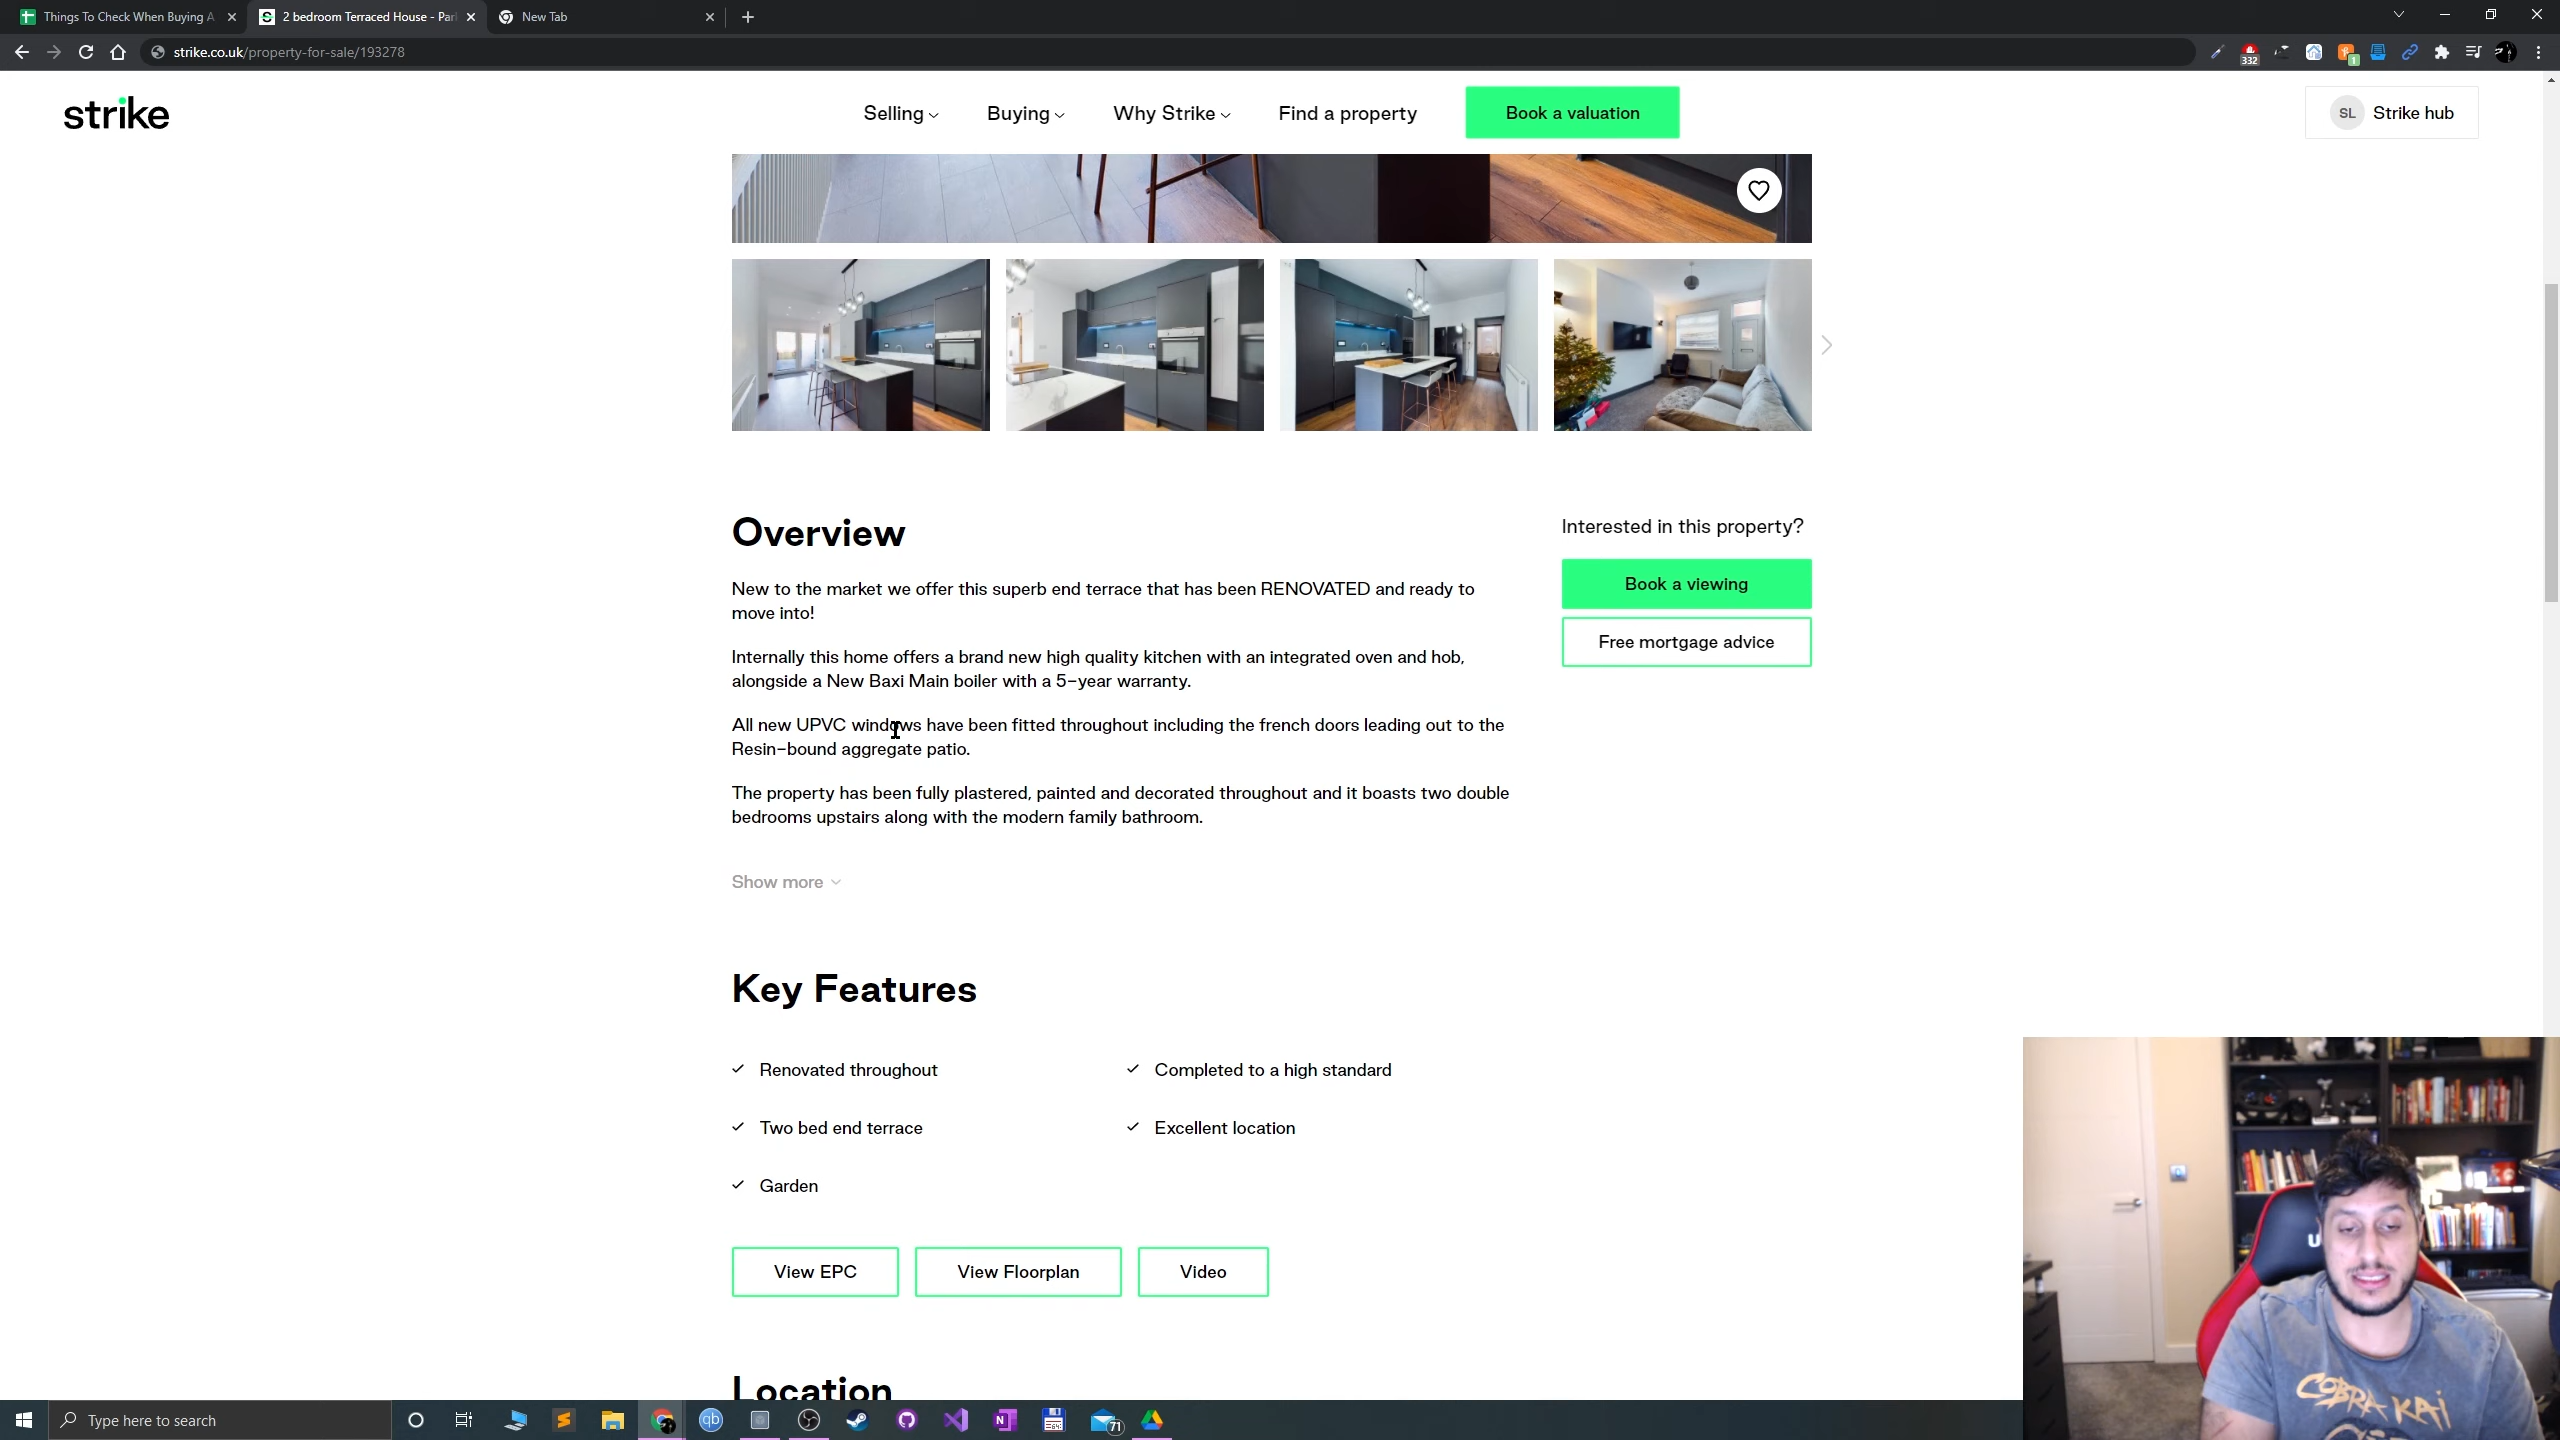 Things To Check When Buying A
2 bedroom Terraced House - Par
New Tab
strike.co.uk/property-for-sale/193278
332
1
strike
Selling
Buying
Why Strike
Find a property
Book a valuation
SL
Strike hub
Overview
Interested in this property?
New to the market we offer this superb end terrace that has been RENOVATED and ready to
move into!
Book a viewing
Internally this home offers a brand new high quality kitchen with an integrated oven and hob,
alongside a New Baxi Main boiler with a 5-year warranty.
Free mortgage advice
All new UPVC windows have been fitted throughout including the french doors leading out to the
Resin-bound aggregate patio.
The property has been fully plastered, painted and decorated throughout and it boasts two double
bedrooms upstairs along with the modern family bathroom.
Show more
Key Features
Renovated throughout
Completed to a high standard
Two bed end terrace
Excellent location
Garden
View EPC
View Floorplan
Video
Location
Type here to search
qb
N
71
COBRA KAI